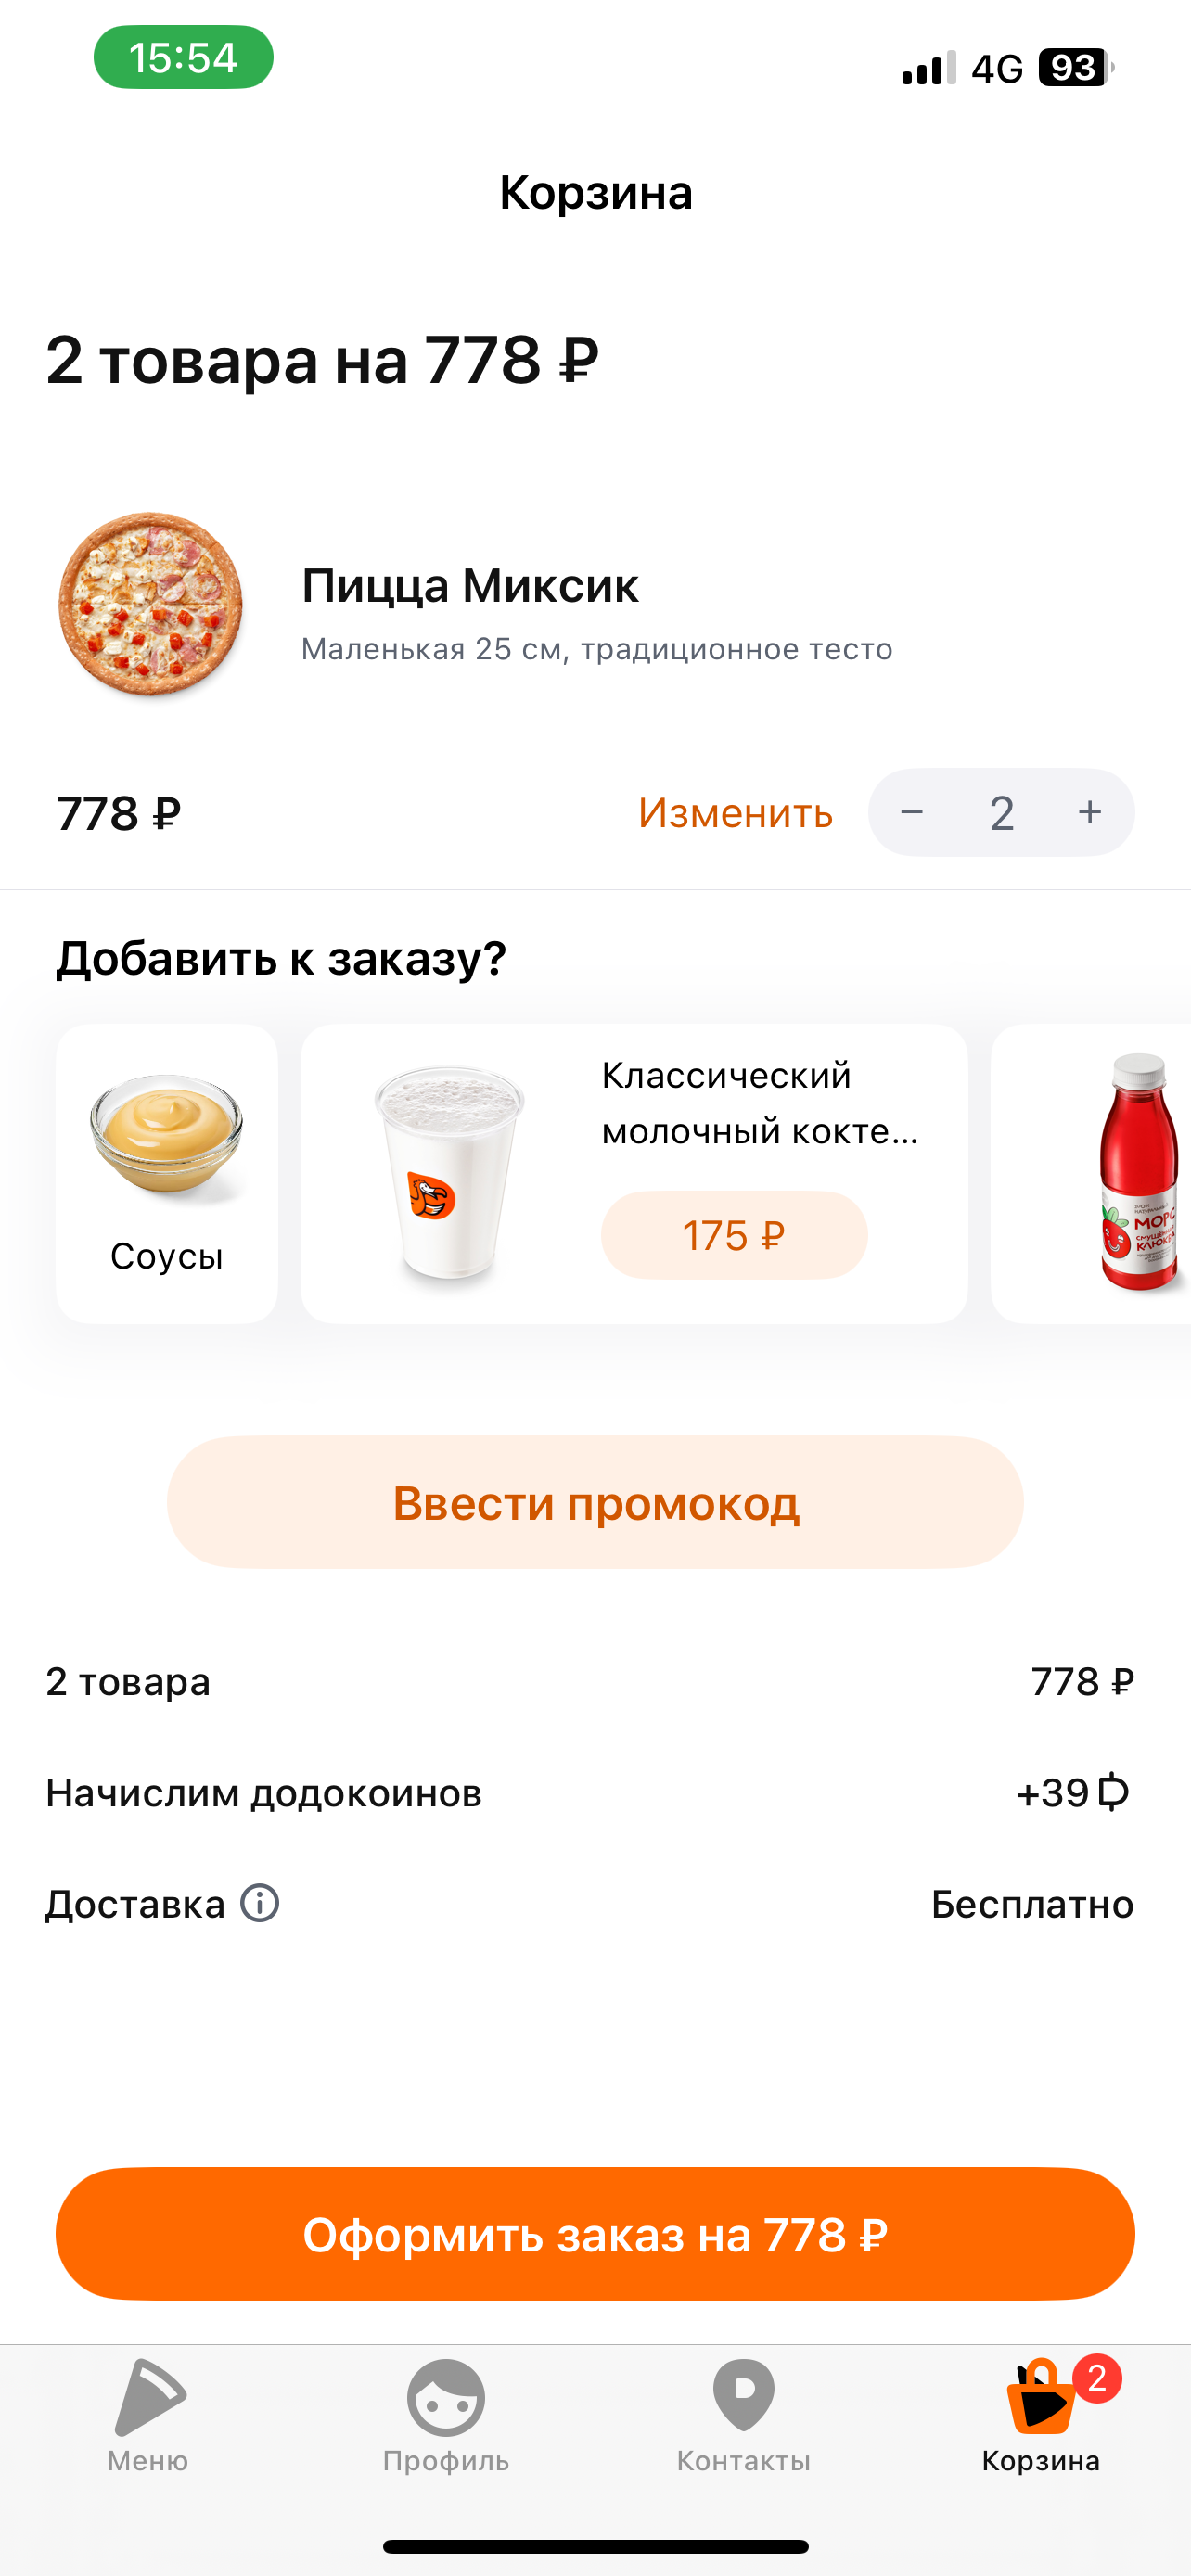 15:54
4G 93
Корзина
2 товара на 778 ₽
Пицца Миксик
Маленькая 25 см, традиционное тесто
778 ₽ Изменить − 2 +
Добавить к заказу?
Классический
молочный кокте...
175 ₽
Соусы
МОРС
КЛЮКВА
Ввести промокод
2 товара 778 ₽
Начислим додокоинов +39
Доставка Бесплатно
Оформить заказ на 778 ₽
2
Меню Профиль Контакты Корзина